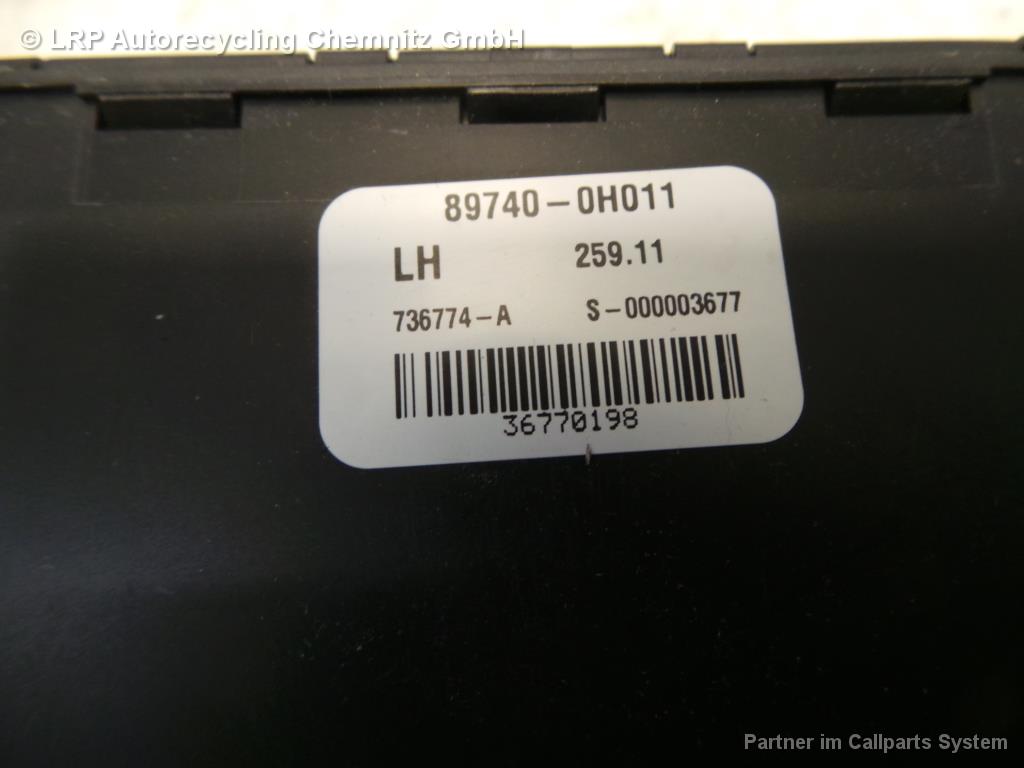 © LRP Autorecycling Chemnitz GmbH
89740-0H011
LH 259.11
736774-A S-000003677
36770198
Partner im Callparts System